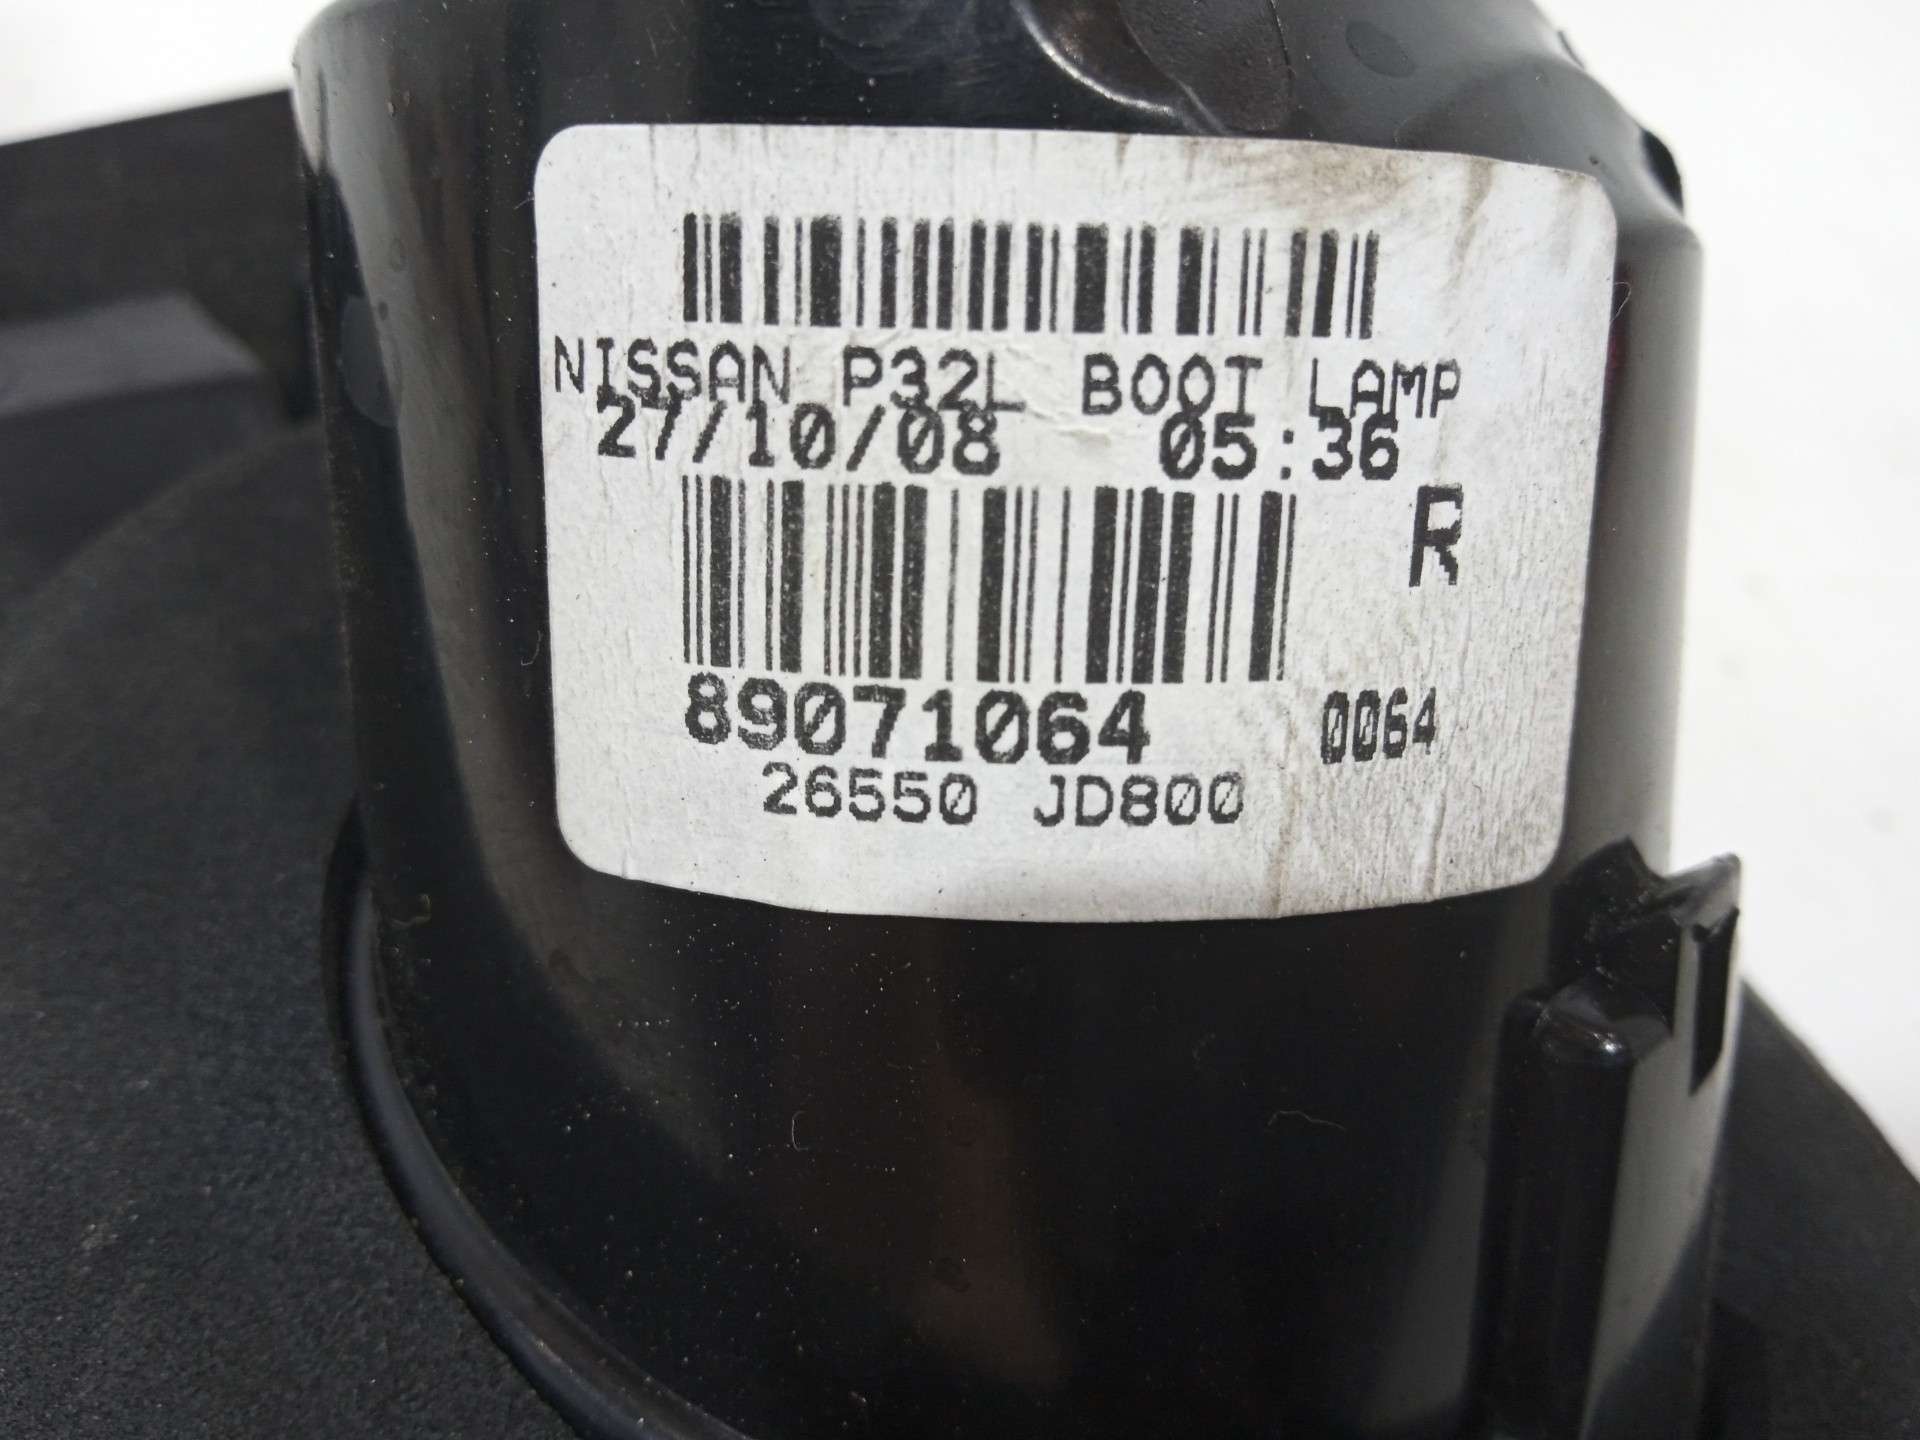 NISSAN P32L BOOT LAMP
27/10/08 05:36
R
89071064 0064
26550 JD800